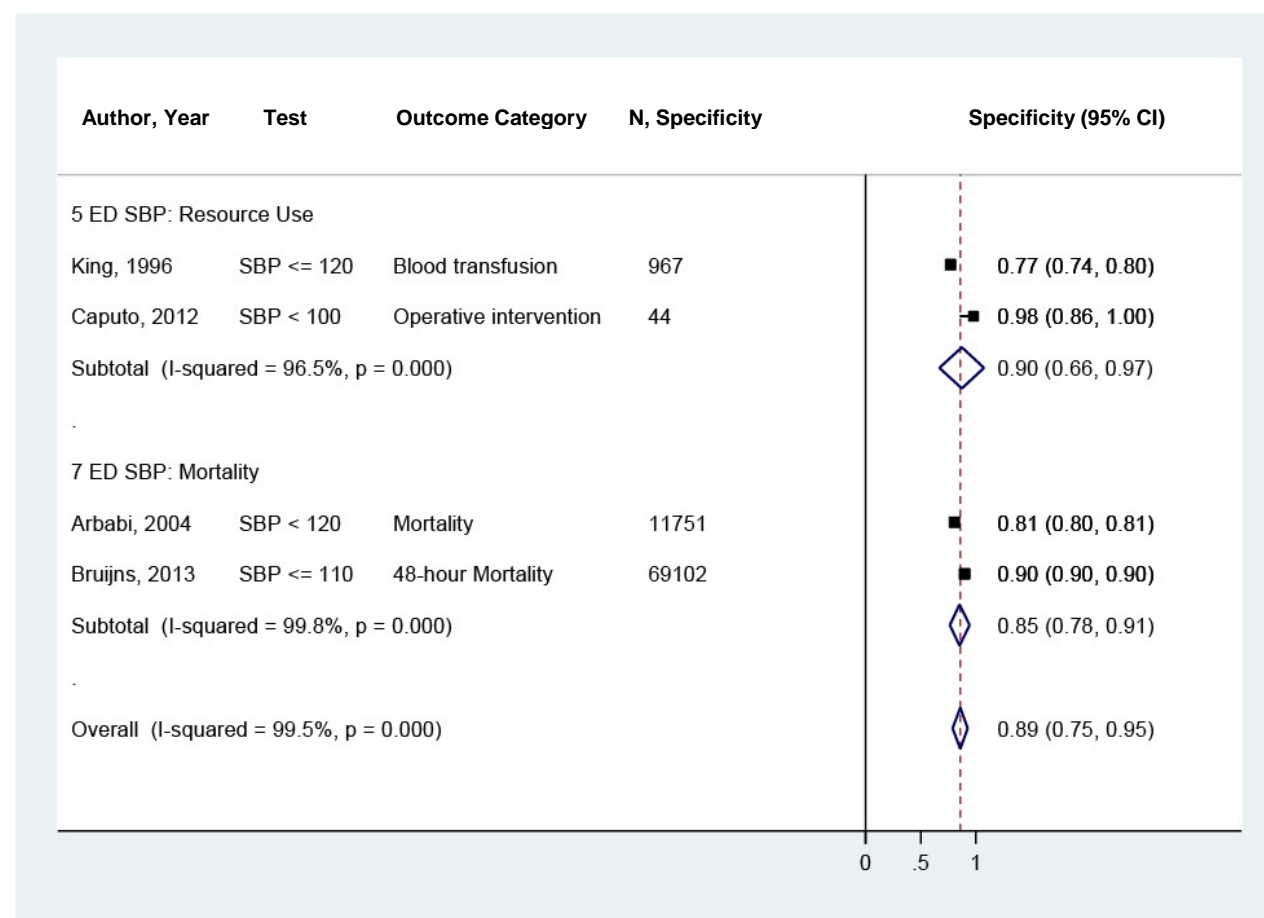 Author, Year Test Outcome Category N, Specificity Specificity (95% CI)
5 ED SBP: Resource Use
King, 1996 SBP <= 120 Blood transfusion 967 0.77 (0.74, 0.80)
Caputo, 2012 SBP < 100 Operative intervention 44 0.98 (0.86, 1.00)
Subtotal (I-squared = 96.5%, p = 0.000) 0.90 (0.66, 0.97)
.
7 ED SBP: Mortality
Arbabi, 2004 SBP < 120 Mortality 11751 0.81 (0.80, 0.81)
Bruijns, 2013 SBP <= 110 48-hour Mortality 69102 0.90 (0.90, 0.90)
Subtotal (I-squared = 99.8%, p = 0.000) 0.85 (0.78, 0.91)
.
Overall (I-squared = 99.5%, p = 0.000) 0.89 (0.75, 0.95)
0 .5 1